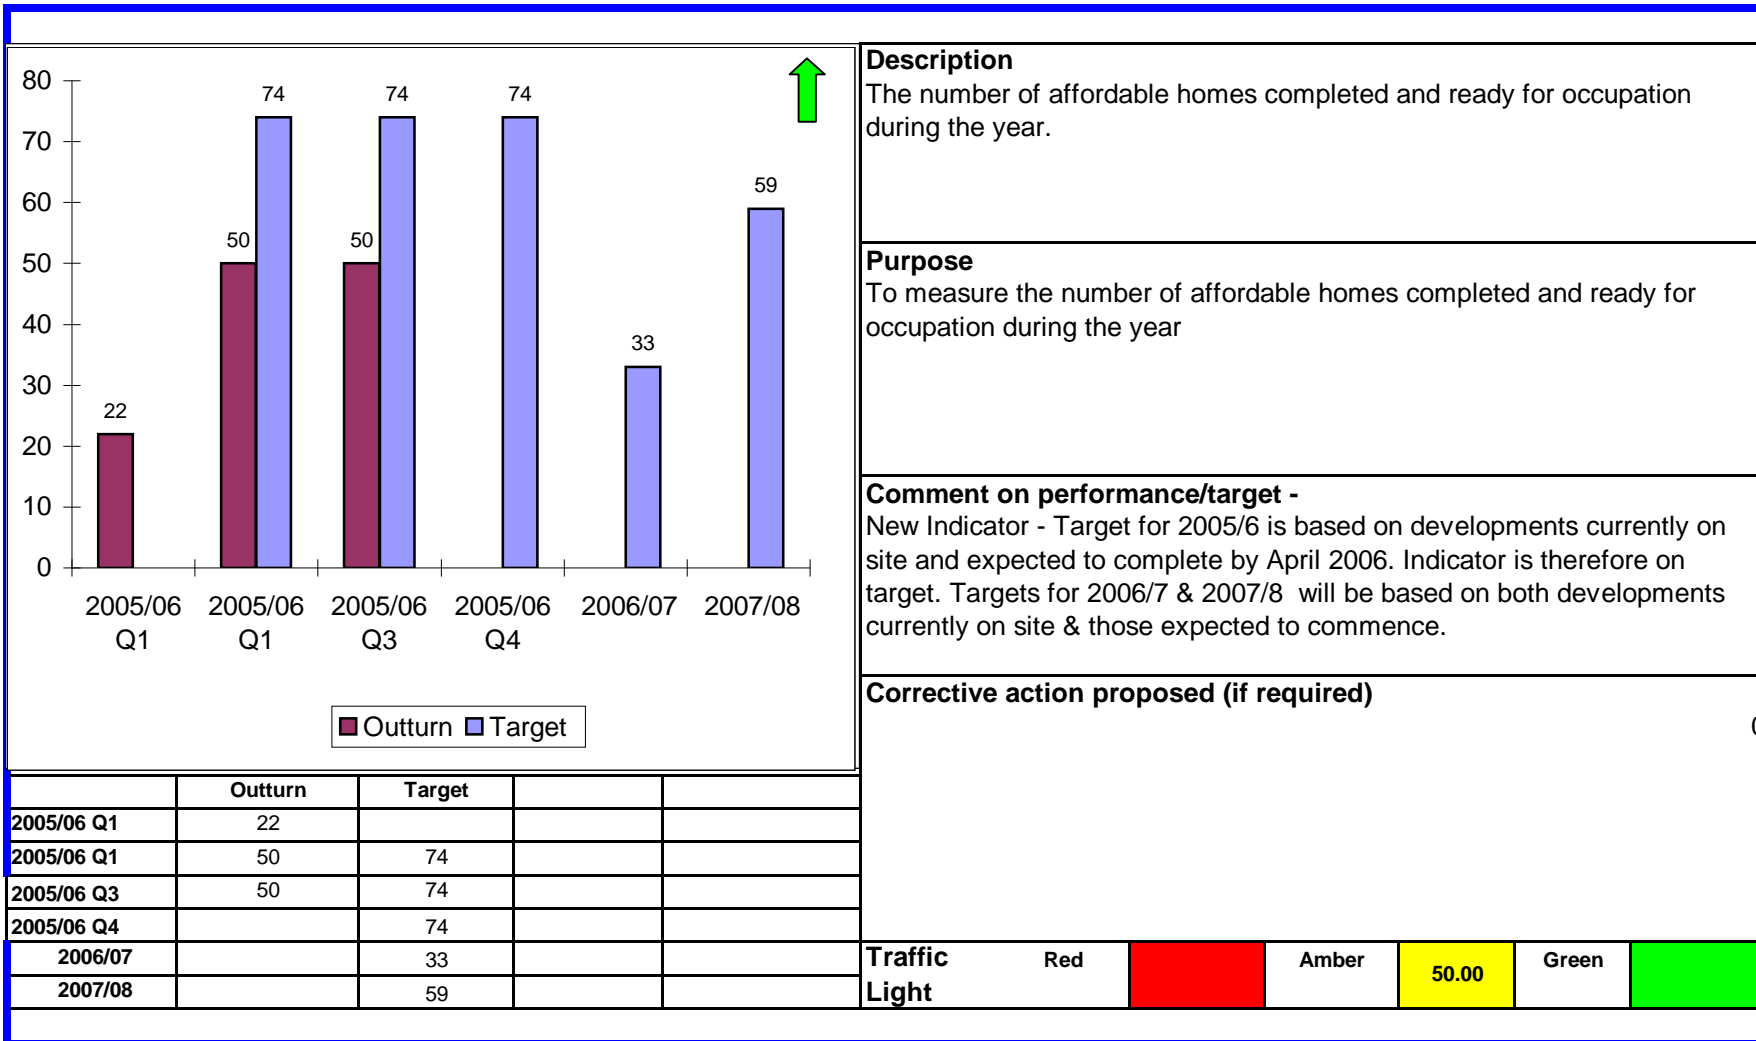 80
70
60
50
40
30
20
10
0
22
50
74
50
74
74
33
59
2005/06 2005/06 2005/06 2005/06 2006/07 2007/08
Q1 Q1 Q3 Q4
Outturn Target
Outturn Target
2005/06 Q1 22
2005/06 Q1 50 74
2005/06 Q3 50 74
2005/06 Q4 74
2006/07 33
2007/08 59
Description
The number of affordable homes completed and ready for occupation
during the year.
Purpose
To measure the number of affordable homes completed and ready for
occupation during the year
Comment on performance/target -
New Indicator - Target for 2005/6 is based on developments currently on
site and expected to complete by April 2006. Indicator is therefore on
target. Targets for 2006/7 & 2007/8 will be based on both developments
currently on site & those expected to commence.
Corrective action proposed (if required)
Traffic Red Amber 50.00 Green
Light